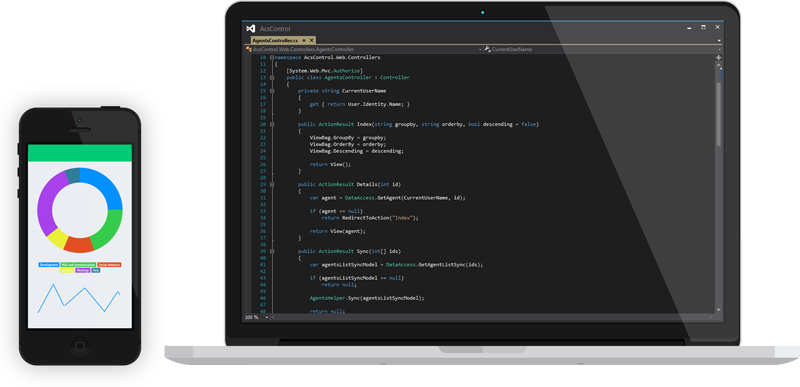 AcsControl
AgentsController.cs
AcsControl.Web.Controllers.AgentsController
CurrentUserName
10 namespace AcsControl.Web.Controllers
11 {
12 [System.Web.Mvc.Authorize]
13 public class AgentsController : Controller
14 {
15 private string CurrentUserName
16 {
17 get { return User.Identity.Name; }
18 }
19
20 public ActionResult Index(string groupby, string orderby, bool descending = false)
21 {
22 ViewBag.GroupBy = groupby;
23 ViewBag.OrderBy = orderby;
24 ViewBag.Descending = descending;
25
26 return View();
27 }
28
29 public ActionResult Details(int id)
30 {
31 var agent = DataAccess.GetAgent(CurrentUserName, id);
32
33 if (agent == null)
34 return RedirectToAction("Index");
35
36 return View(agent);
37 }
38
39 public ActionResult Sync(int[] ids)
40 {
41 var agentsListSyncModel = DataAccess.GetAgentListSync(ids);
42
43 if (agentsListSyncModel == null)
44 return null;
45
46 AgentsHelper.Sync(agentsListSyncModel);
47
48 return null;
100 %
Development Mail and communication Social networks
Meetings Rest